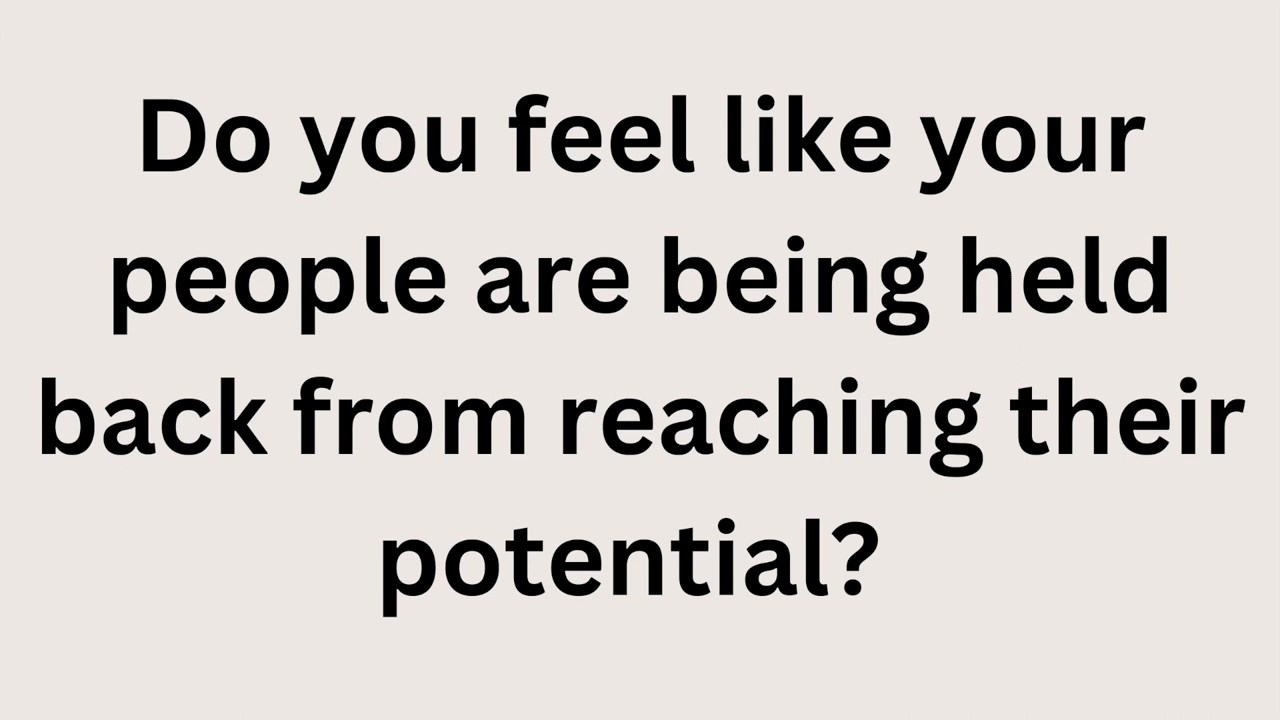 Do you feel like your
people are being held
back from reaching their
potential?